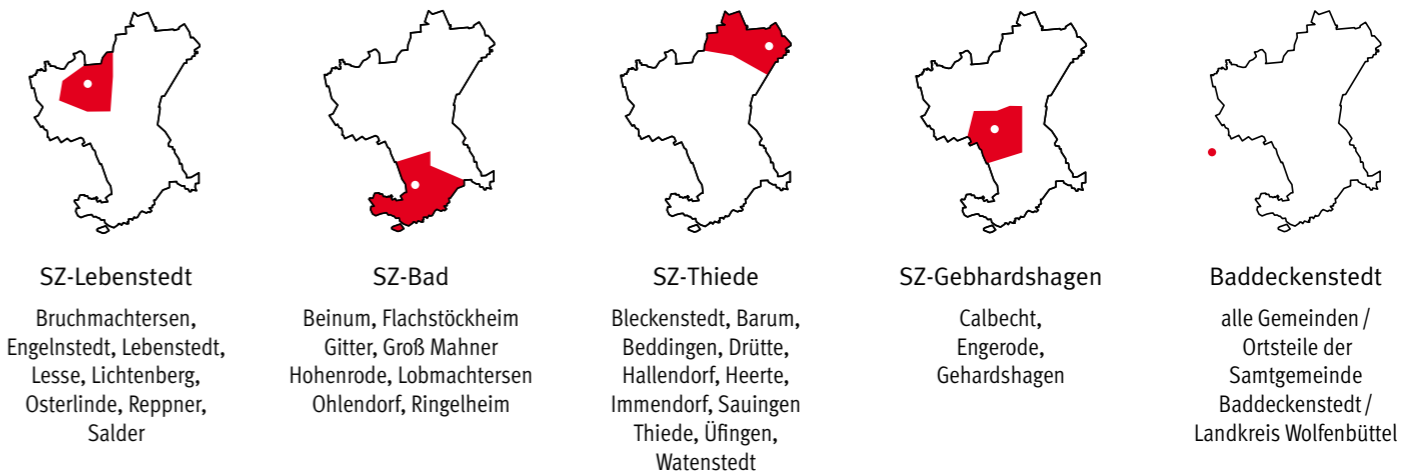 SZ-Lebenstedt
Bruchmachtersen,
Engelnstedt, Lebenstedt,
Lesse, Lichtenberg,
Osterlinde, Reppner,
Salder
SZ-Bad
Beinum, Flachstöckheim
Gitter, Groß Mahner
Hohenrode, Lobmachtersen
Ohlendorf, Ringelheim
SZ-Thiede
Bleckenstedt, Barum,
Beddingen, Drütte,
Hallendorf, Heerte,
Immendorf, Sauingen
Thiede, Üfingen,
Watenstedt
SZ-Gebhardshagen
Calbecht,
Engerode,
Gehardshagen
Baddeckenstedt
alle Gemeinden /
Ortsteile der
Samtgemeinde
Baddeckenstedt /
Landkreis Wolfenbüttel